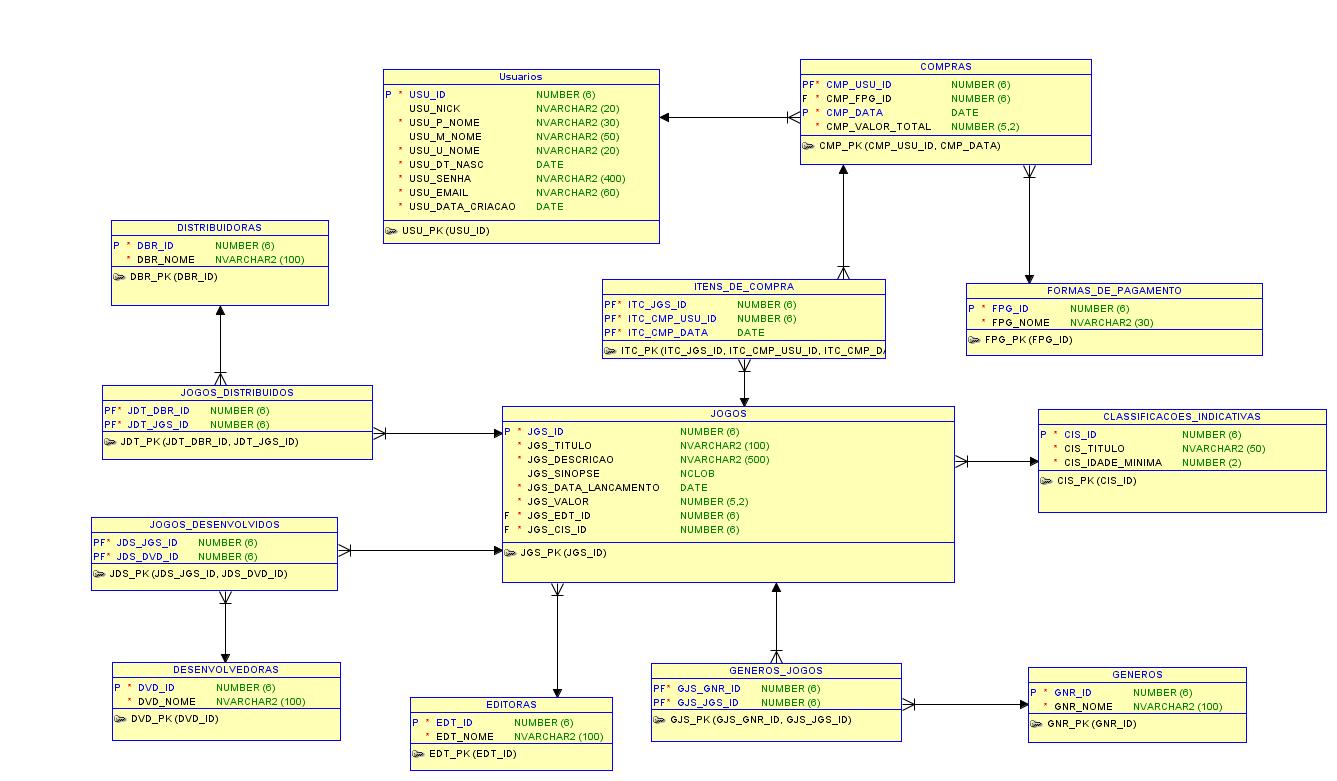 Usuarios
P * USU_ID NUMBER (6)
USU_NICK NVARCHAR2 (20)
* USU_P_NOME NVARCHAR2 (30)
USU_M_NOME NVARCHAR2 (50)
* USU_U_NOME NVARCHAR2 (20)
* USU_DT_NASC DATE
* USU_SENHA NVARCHAR2 (400)
* USU_EMAIL NVARCHAR2 (60)
* USU_DATA_CRIACAO DATE
USU_PK (USU_ID)
COMPRAS
PF* CMP_USU_ID NUMBER (6)
F * CMP_FPG_ID NUMBER (6)
P * CMP_DATA DATE
* CMP_VALOR_TOTAL NUMBER (5,2)
CMP_PK (CMP_USU_ID, CMP_DATA)
DISTRIBUIDORAS
P * DBR_ID NUMBER (6)
* DBR_NOME NVARCHAR2 (100)
DBR_PK (DBR_ID)
ITENS_DE_COMPRA
PF* ITC_JGS_ID NUMBER (6)
PF* ITC_CMP_USU_ID NUMBER (6)
PF* ITC_CMP_DATA DATE
ITC_PK (ITC_JGS_ID, ITC_CMP_USU_ID, ITC_CMP_DA
FORMAS_DE_PAGAMENTO
P * FPG_ID NUMBER (6)
* FPG_NOME NVARCHAR2 (30)
FPG_PK (FPG_ID)
JOGOS_DISTRIBUIDOS
PF* JDT_DBR_ID NUMBER (6)
PF* JDT_JGS_ID NUMBER (6)
JDT_PK (JDT_DBR_ID, JDT_JGS_ID)
JOGOS
P * JGS_ID NUMBER (6)
* JGS_TITULO NVARCHAR2 (100)
* JGS_DESCRICAO NVARCHAR2 (500)
JGS_SINOPSE NCLOB
* JGS_DATA_LANCAMENTO DATE
* JGS_VALOR NUMBER (5,2)
F * JGS_EDT_ID NUMBER (6)
F * JGS_CIS_ID NUMBER (6)
JGS_PK (JGS_ID)
CLASSIFICACOES_INDICATIVAS
P * CIS_ID NUMBER (6)
* CIS_TITULO NVARCHAR2 (50)
* CIS_IDADE_MINIMA NUMBER (2)
CIS_PK (CIS_ID)
JOGOS_DESENVOLVIDOS
PF* JDS_JGS_ID NUMBER (6)
PF* JDS_DVD_ID NUMBER (6)
JDS_PK (JDS_JGS_ID, JDS_DVD_ID)
DESENVOLVEDORAS
P * DVD_ID NUMBER (6)
* DVD_NOME NVARCHAR2 (100)
DVD_PK (DVD_ID)
EDITORAS
P * EDT_ID NUMBER (6)
* EDT_NOME NVARCHAR2 (100)
EDT_PK (EDT_ID)
GENEROS_JOGOS
PF* GJS_GNR_ID NUMBER (6)
PF* GJS_JGS_ID NUMBER (6)
GJS_PK (GJS_GNR_ID, GJS_JGS_ID)
GENEROS
P * GNR_ID NUMBER (6)
* GNR_NOME NVARCHAR2 (100)
GNR_PK (GNR_ID)